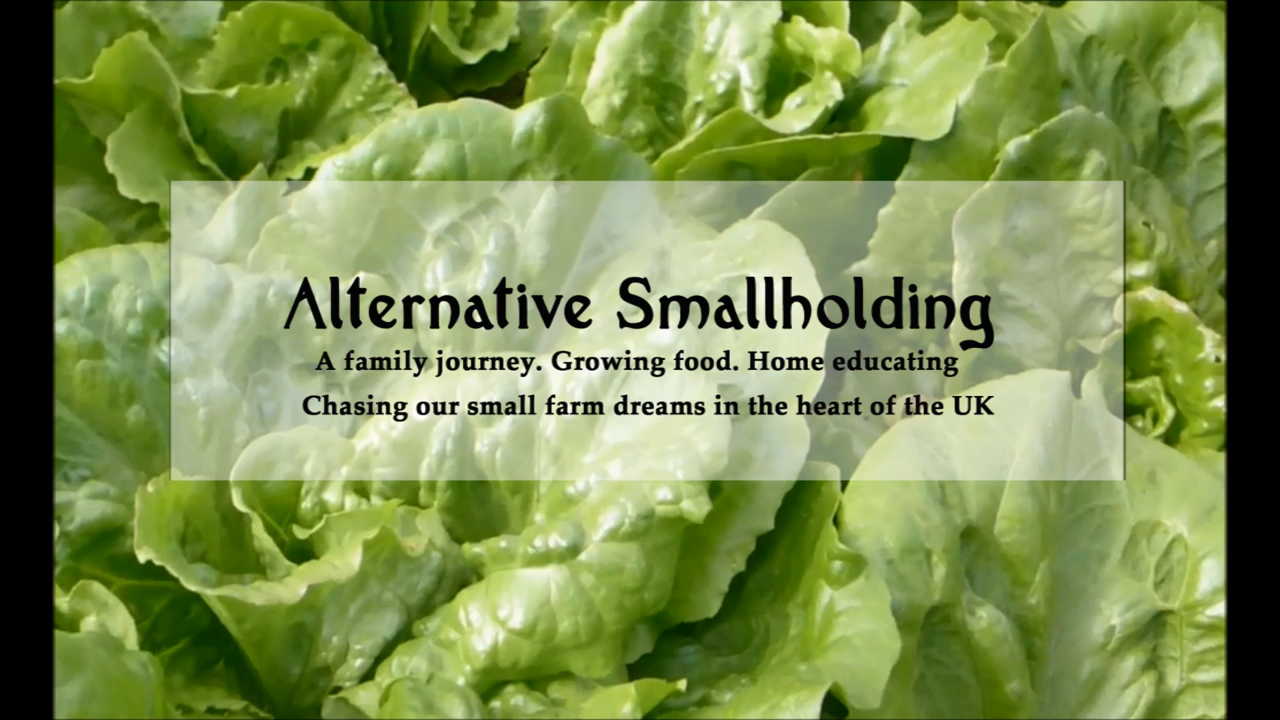 Alternative Smallholding
A family journey. Growing food. Home educating
Chasing our small farm dreams in the heart of the UK